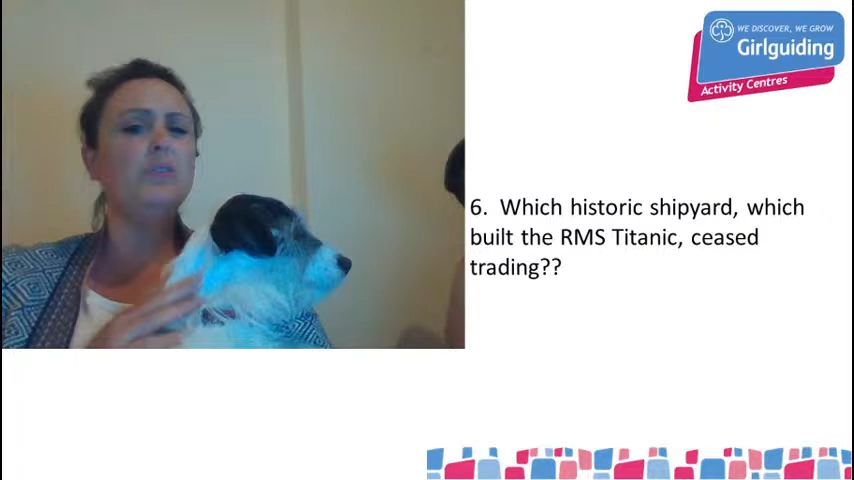 WE DISCOVER, WE GROW
Girlguiding
Activity Centres
6. Which historic shipyard, which
built the RMS Titanic, ceased
trading??